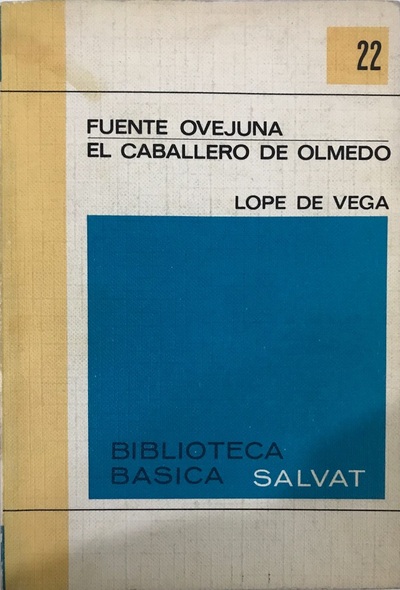 22
FUENTE OVEJUNA
EL CABALLERO DE OLMEDO
LOPE DE VEGA
BIBLIOTECA
BASICA SALVAT